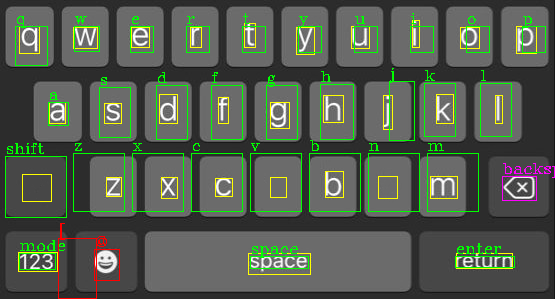 q w e r t y u i o p
q w e r t y u i o p
a s d f g h j k l
a s d f g h j k l
shift z x c v b n m backsp
z x c b m
mode space enter
123 space return